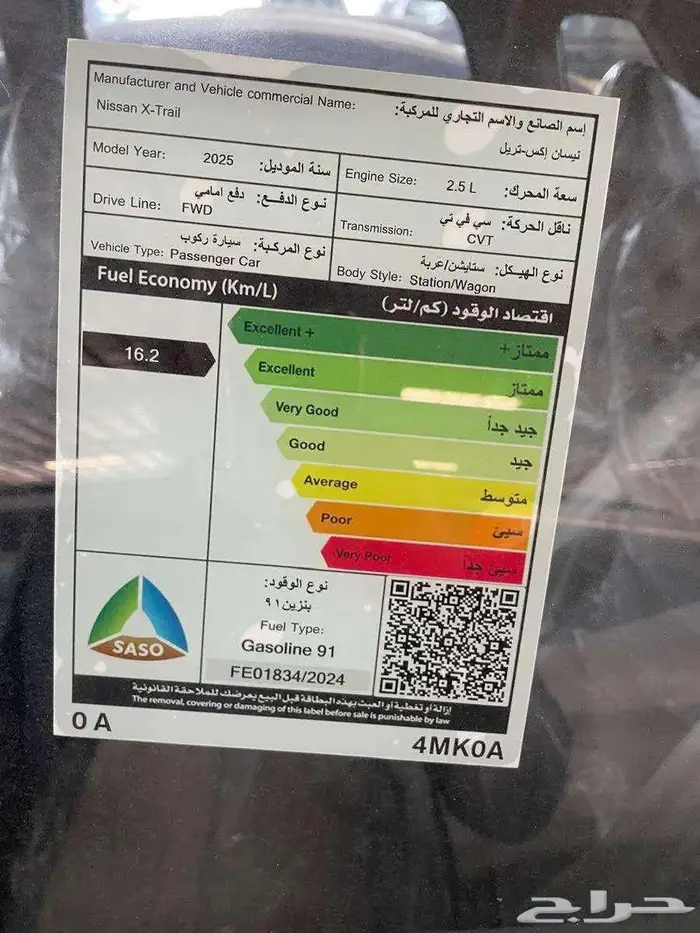 Manufacturer and Vehicle commercial Name:
إسم الصانع والاسم التجاري للمركبة:
Nissan X-Trail
نيسان إكس-تريل
Model Year: 2025 سنة الموديل:
Engine Size: 2.5 L سعة المحرك:
Drive Line: دفع امامي نوع الدفع:
FWD
Transmission: سي في تي ناقل الحركة:
CVT
Vehicle Type: سيارة ركوب نوع المركبة:
Passenger Car
Body Style: ستايشن/عربة نوع الهيكل:
Station/Wagon
Fuel Economy (Km/L) اقتصاد الوقود (كم/لتر)
16.2
Excellent + ممتاز+
Excellent ممتاز
Very Good جيد جداً
Good جيد
Average متوسط
Poor سيئ
Very Poor سيئ جداً
SASO
نوع الوقود:
بنزين ٩١
Fuel Type:
Gasoline 91
FE01834/2024
إزالة أو تغطية أو العبث بهذه البطاقة قبل البيع يعرضك للملاحقة القانونية
The removal, covering or damaging of this label before sale is punishable by law
0 A
4MK0A
حراج